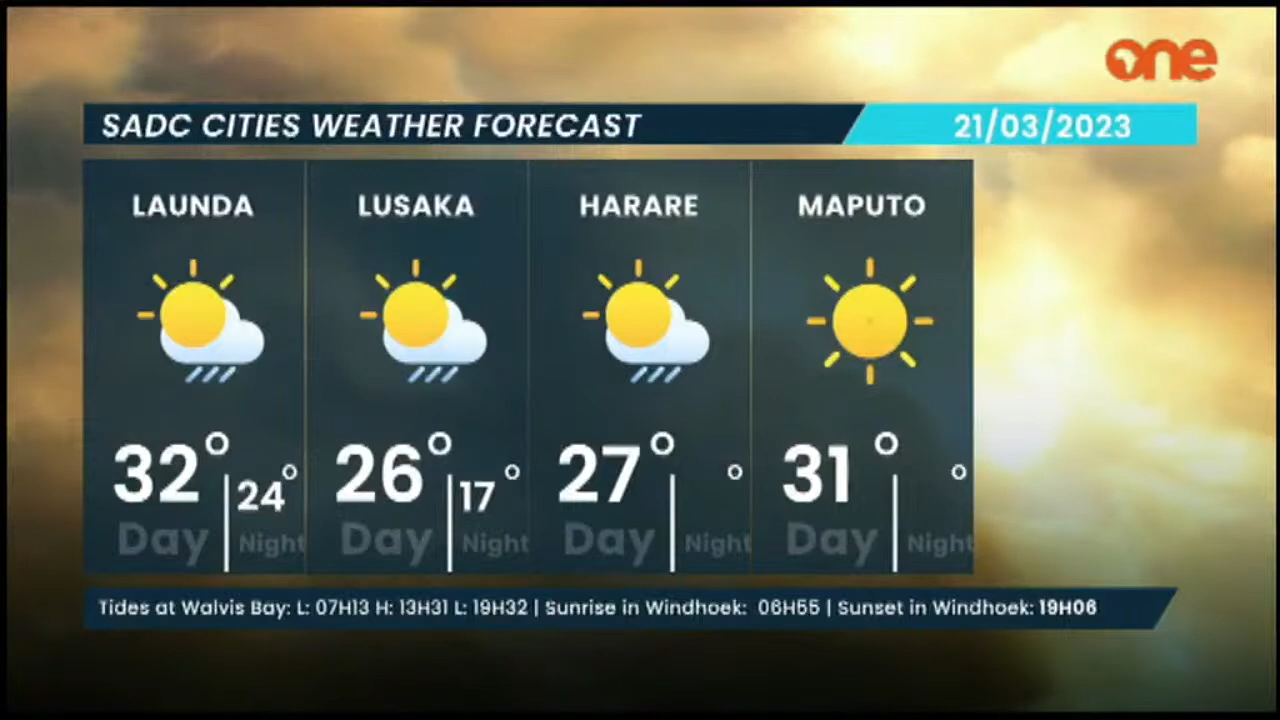 one
SADC CITIES WEATHER FORECAST
21/03/2023
LAUNDA LUSAKA HARARE MAPUTO
32° 24° 26° 17° 27° ° 31° °
Day Night Day Night Day Night Day Night
Tides at Walvis Bay: L: 07H13 H: 13H31 L: 19H32 | Sunrise in Windhoek: 06H55 | Sunset in Windhoek: 19H06